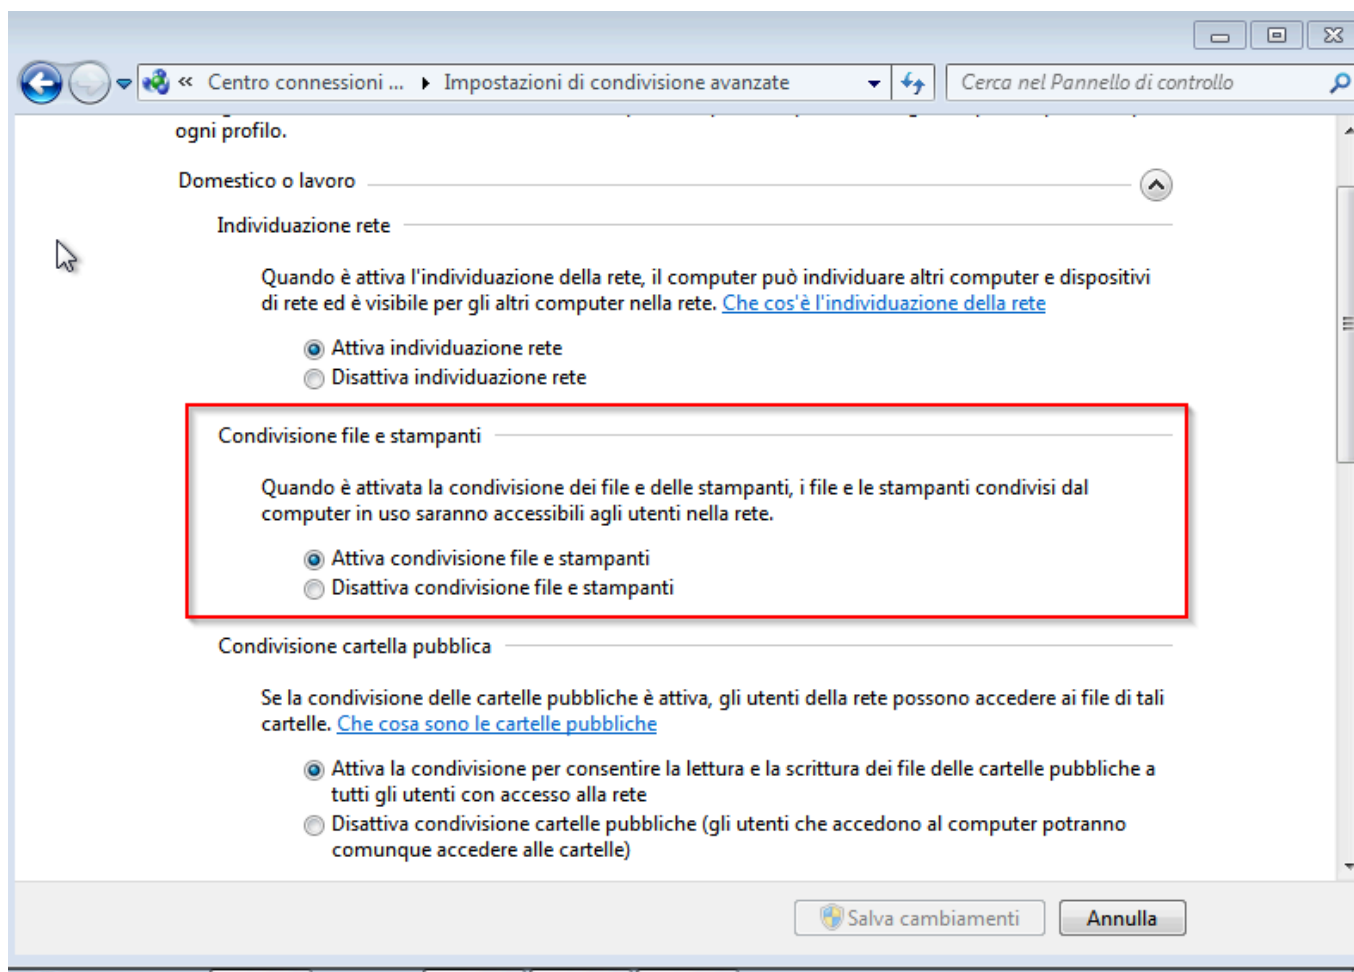 « Centro connessioni ... Impostazioni di condivisione avanzate Cerca nel Pannello di controllo
ogni profilo.
Domestico o lavoro
Individuazione rete
Quando è attiva l'individuazione della rete, il computer può individuare altri computer e dispositivi
di rete ed è visibile per gli altri computer nella rete. Che cos'è l'individuazione della rete
Attiva individuazione rete
Disattiva individuazione rete
Condivisione file e stampanti
Quando è attivata la condivisione dei file e delle stampanti, i file e le stampanti condivisi dal
computer in uso saranno accessibili agli utenti nella rete.
Attiva condivisione file e stampanti
Disattiva condivisione file e stampanti
Condivisione cartella pubblica
Se la condivisione delle cartelle pubbliche è attiva, gli utenti della rete possono accedere ai file di tali
cartelle. Che cosa sono le cartelle pubbliche
Attiva la condivisione per consentire la lettura e la scrittura dei file delle cartelle pubbliche a
tutti gli utenti con accesso alla rete
Disattiva condivisione cartelle pubbliche (gli utenti che accedono al computer potranno
comunque accedere alle cartelle)
Salva cambiamenti Annulla